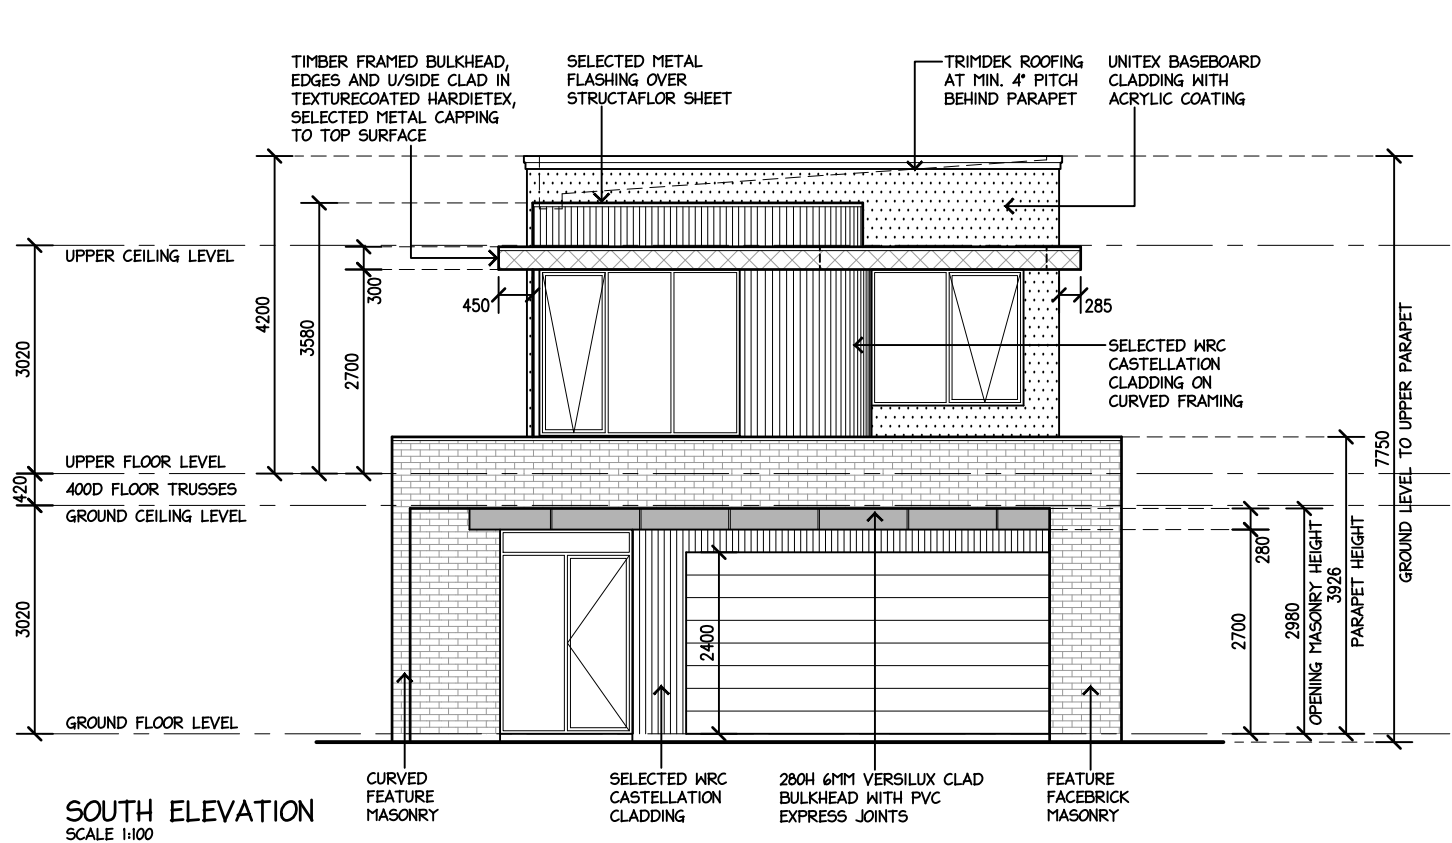 TIMBER FRAMED BULKHEAD,
EDGES AND U/SIDE CLAD IN
TEXTURECOATED HARDIETEX,
SELECTED METAL CAPPING
TO TOP SURFACE
SELECTED METAL
FLASHING OVER
STRUCTAFLOR SHEET
TRIMDEK ROOFING
AT MIN. 4° PITCH
BEHIND PARAPET
UNITEX BASEBOARD
CLADDING WITH
ACRYLIC COATING
UPPER CEILING LEVEL
3020
4200
3580
300
2700
450
285
SELECTED WRC
CASTELLATION
CLADDING ON
CURVED FRAMING
7750
GROUND LEVEL TO UPPER PARAPET
UPPER FLOOR LEVEL
420
400D FLOOR TRUSSES
GROUND CEILING LEVEL
3020
2400
280
2700
2980
OPENING MASONRY HEIGHT
3926
PARAPET HEIGHT
GROUND FLOOR LEVEL
CURVED
FEATURE
MASONRY
SELECTED WRC
CASTELLATION
CLADDING
280H 6MM VERSILUX CLAD
BULKHEAD WITH PVC
EXPRESS JOINTS
FEATURE
FACEBRICK
MASONRY
SOUTH ELEVATION
SCALE 1:100